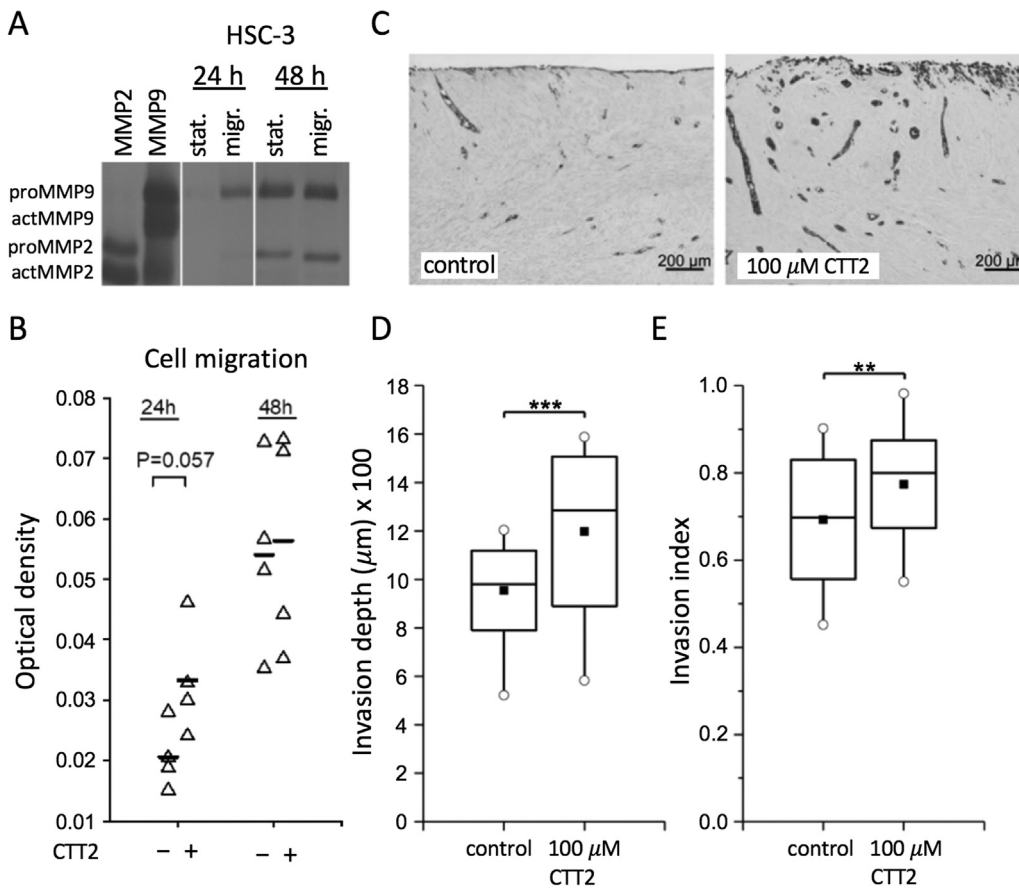 A
HSC-3
24 h 48 h
MMP2
MMP9
stat.
migr.
stat.
migr.
proMMP9
actMMP9
proMMP2
actMMP2
B
Cell migration
0.08
0.07
0.06
0.05
0.04
0.03
0.02
0.01
Optical density
24h
48h
P=0.057
CTT2 − + − +
C
control
200 μm
100 μM CTT2
200 μm
D
18
16
14
12
10
8
6
4
2
0
Invasion depth (μm) x 100
***
control 100 μM
CTT2
E
1.0
0.8
0.6
0.4
0.2
0.0
Invasion index
**
control 100 μM
CTT2